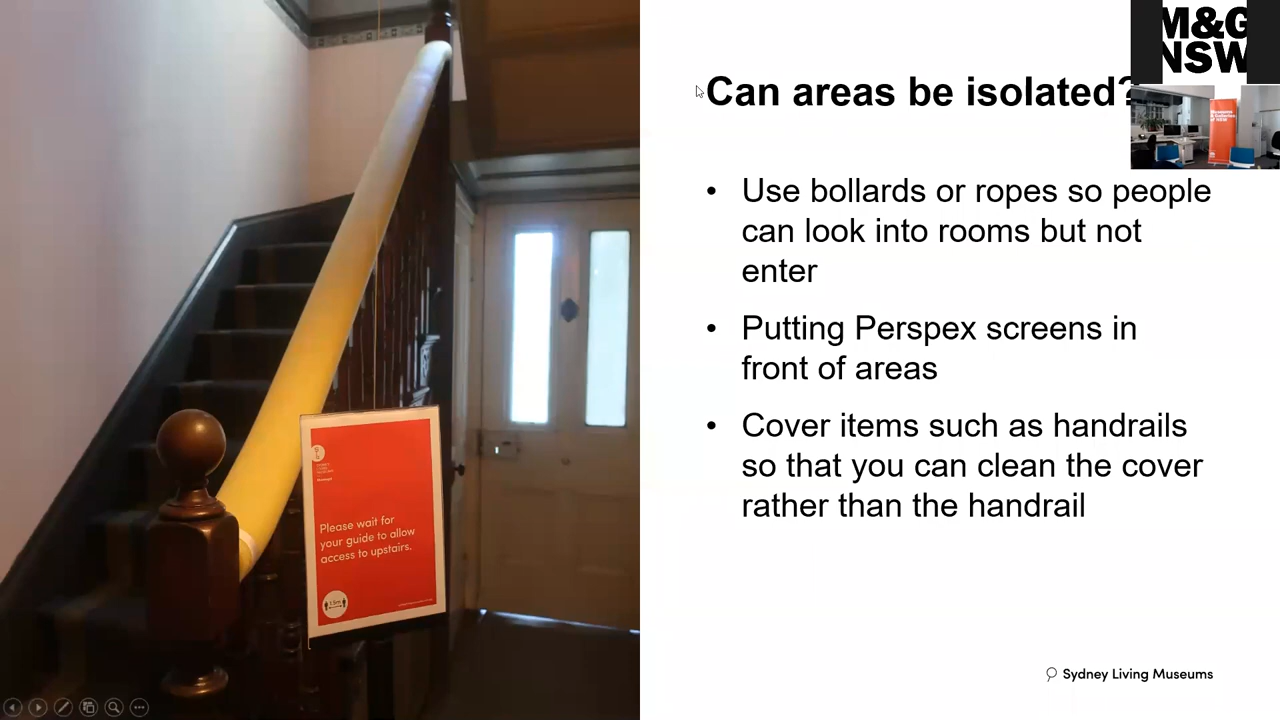 M&G
NSW
Can areas be isolated?
• Use bollards or ropes so people
can look into rooms but not
enter
• Putting Perspex screens in
front of areas
• Cover items such as handrails
so that you can clean the cover
rather than the handrail
Please wait for
your guide to allow
access to upstairs.
1.5m
Sydney Living Museums